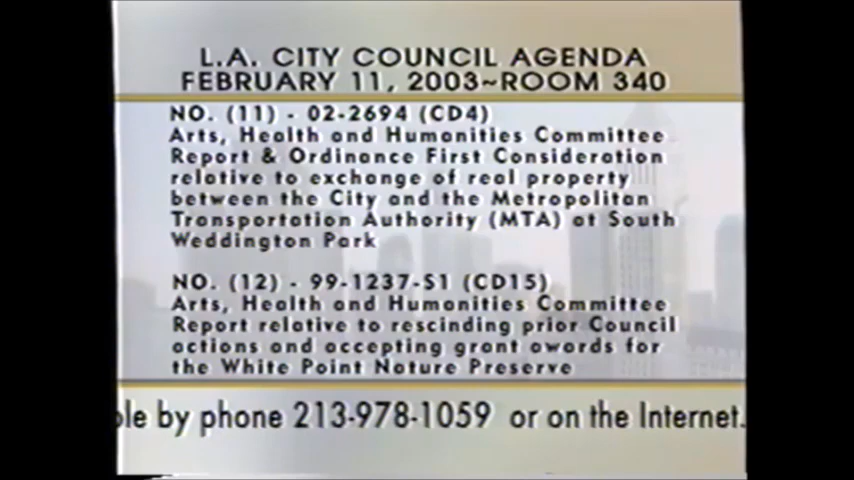 L.A. CITY COUNCIL AGENDA
FEBRUARY 11, 2003~ROOM 340
NO. (11) - 02-2694 (CD4)
Arts, Health and Humanities Committee
Report & Ordinance First Consideration
relative to exchange of real property
between the City and the Metropolitan
Transportation Authority (MTA) at South
Weddington Park
NO. (12) - 99-1237-S1 (CD15)
Arts, Health and Humanities Committee
Report relative to rescinding prior Council
actions and accepting grant awards for
the White Point Nature Preserve
by phone 213-978-1059 or on the Internet.